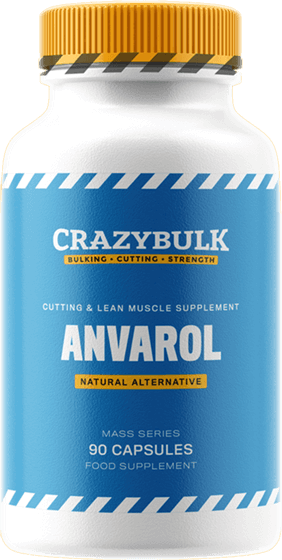 CRAZYBULK
BULKING • CUTTING • STRENGTH
CUTTING & LEAN MUSCLE SUPPLEMENT
ANVAROL
NATURAL ALTERNATIVE
MASS SERIES
90 CAPSULES
FOOD SUPPLEMENT